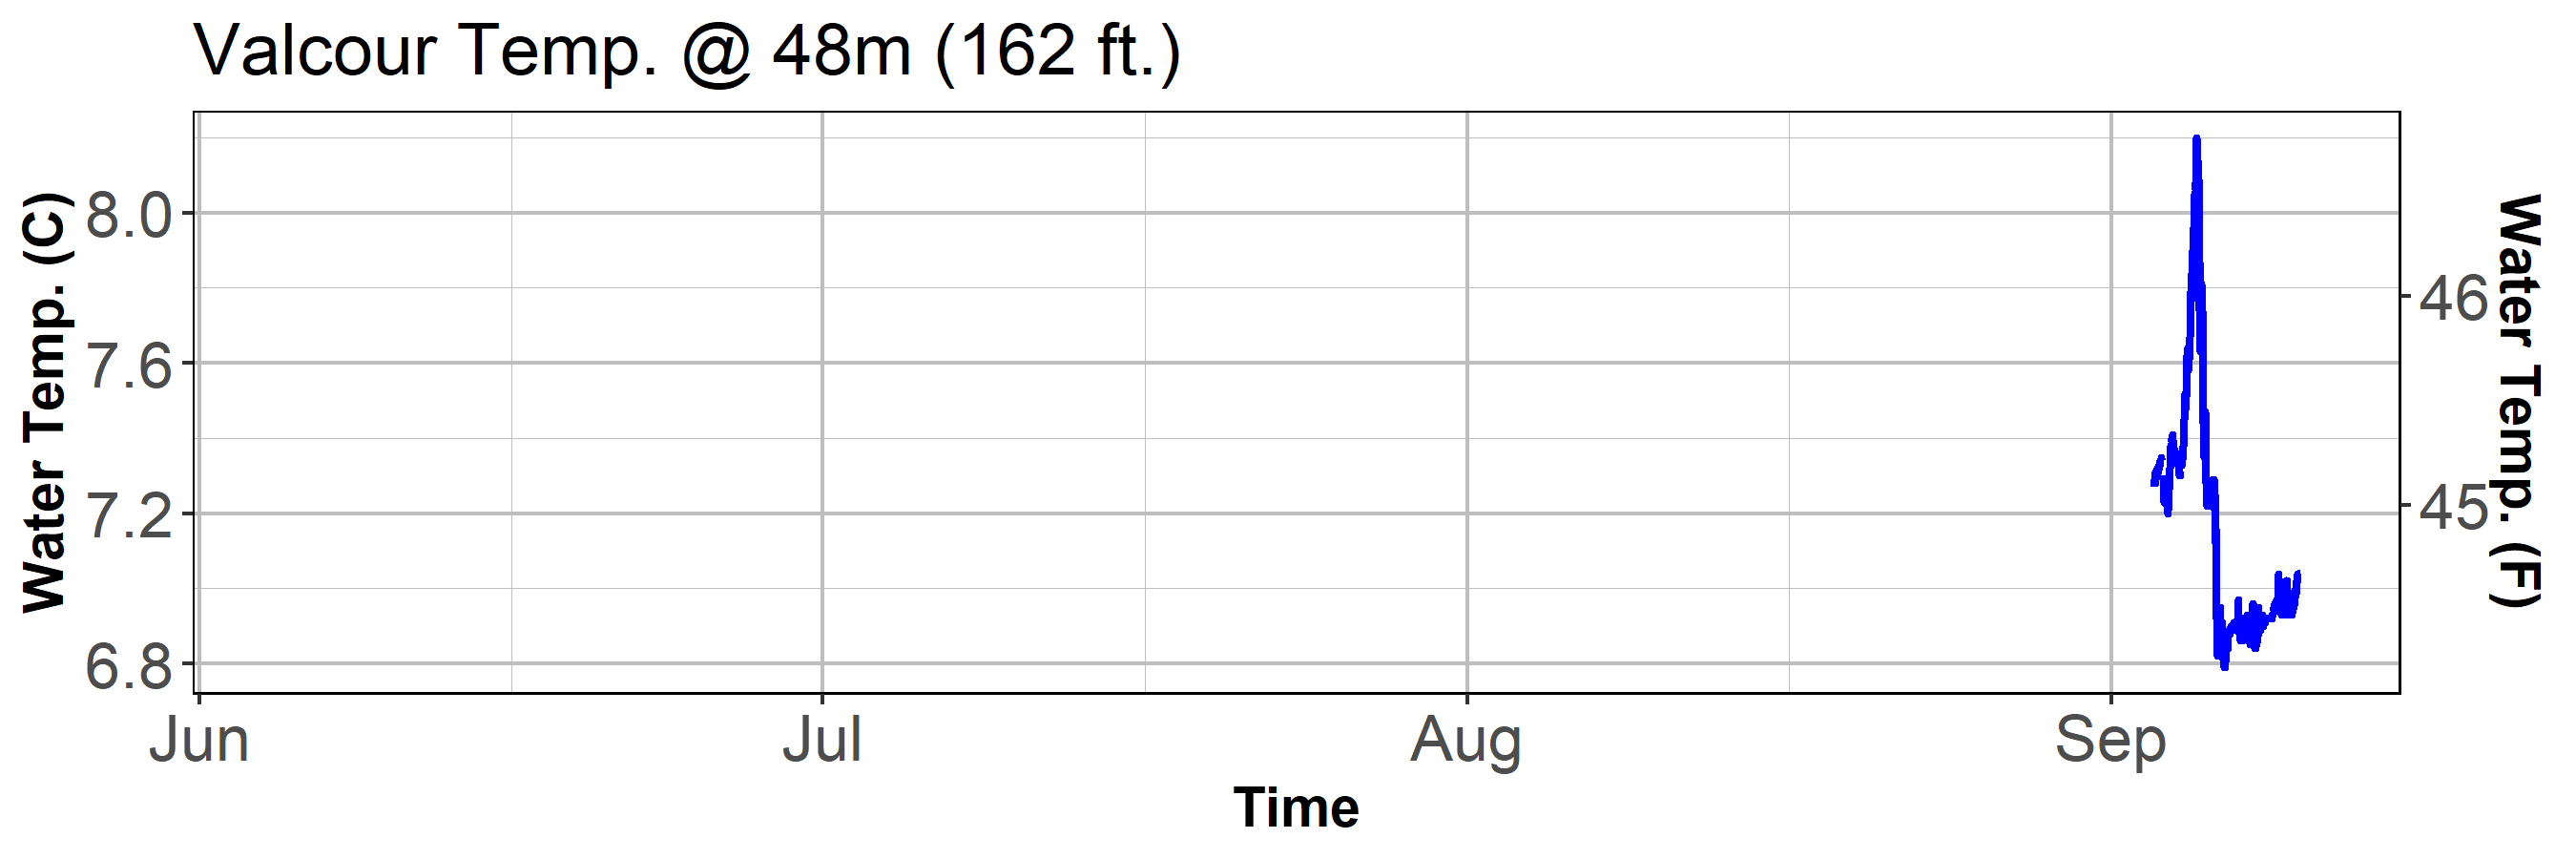 Valcour Temp. @ 48m (162 ft.)
Water Temp. (C)
8.0
7.6
7.2
6.8
46
45
Water Temp. (F)
Jun Jul Aug Sep
Time